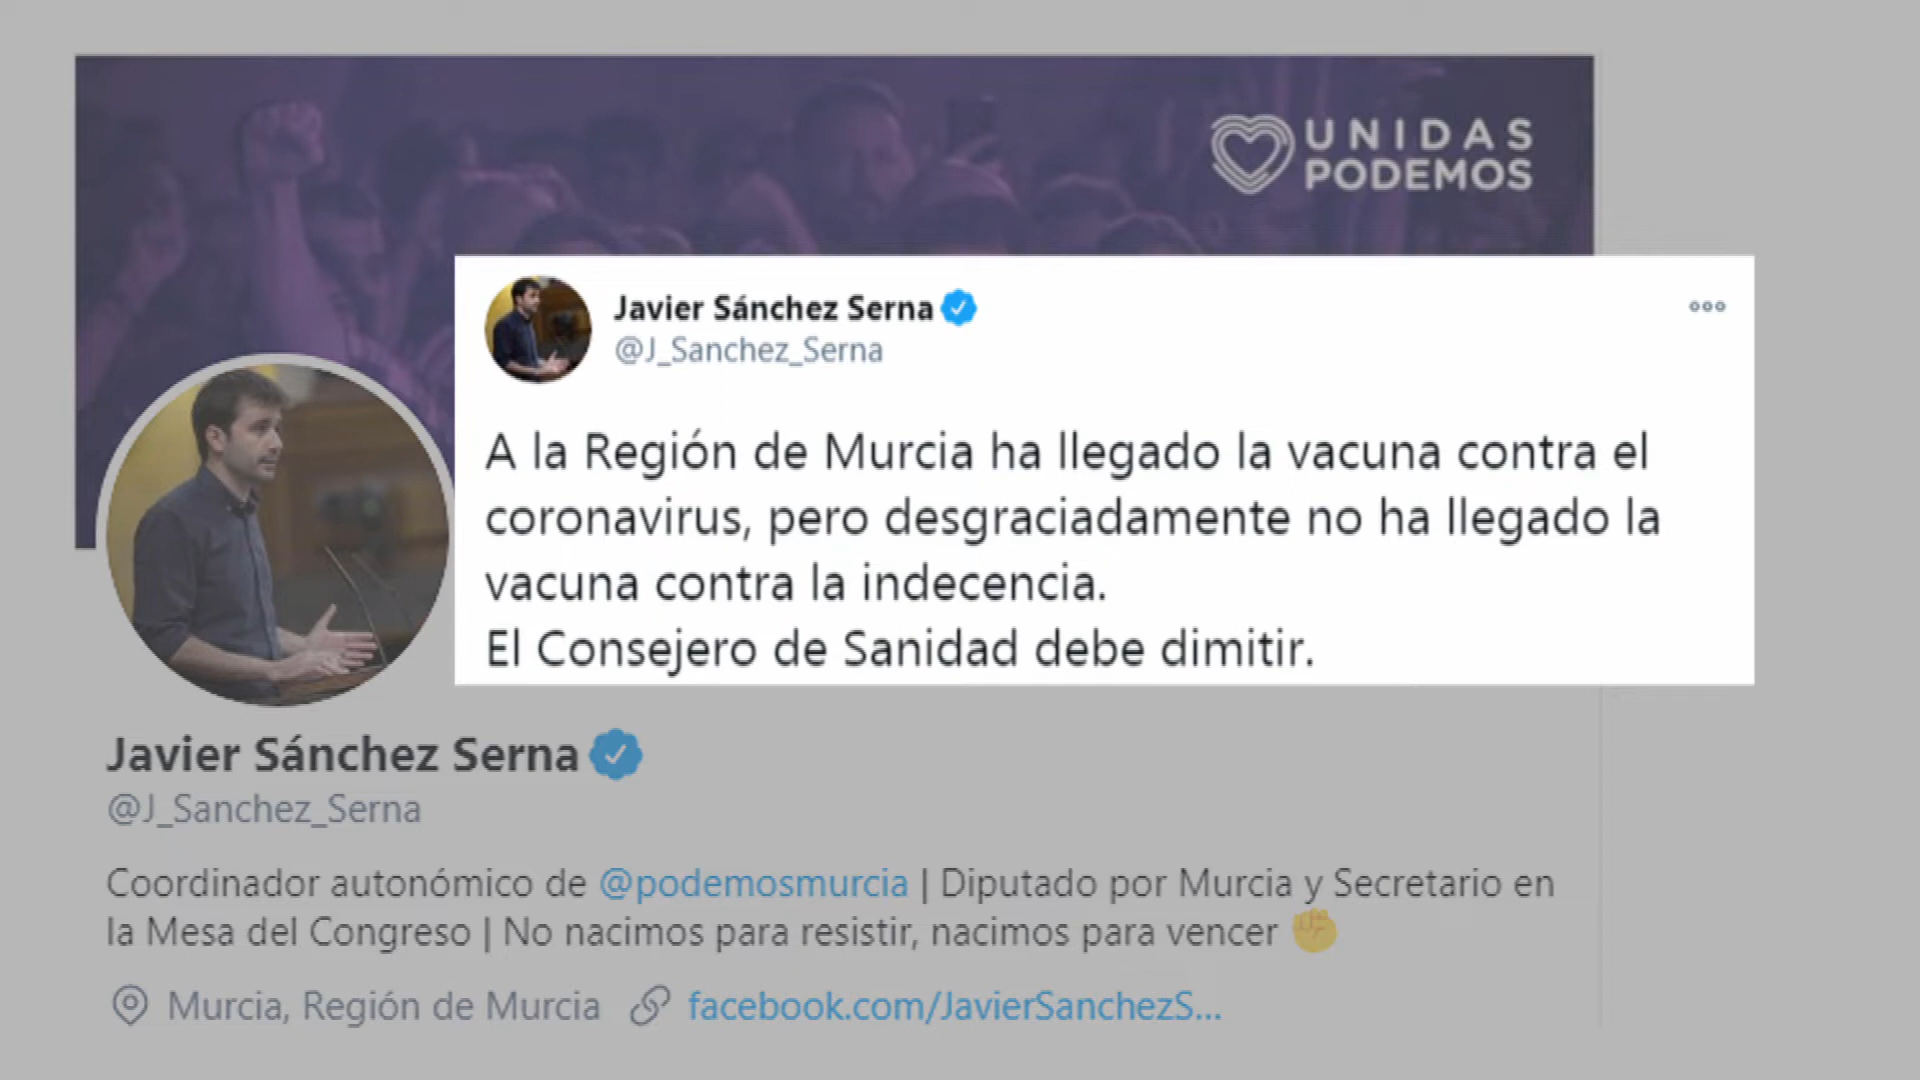 UNIDAS
PODEMOS
Javier Sánchez Serna
@J_Sanchez_Serna
A la Región de Murcia ha llegado la vacuna contra el
coronavirus, pero desgraciadamente no ha llegado la
vacuna contra la indecencia.
El Consejero de Sanidad debe dimitir.
Javier Sánchez Serna
@J_Sanchez_Serna
Coordinador autonómico de @podemosmurcia | Diputado por Murcia y Secretario en
la Mesa del Congreso | No nacimos para resistir, nacimos para vencer ✊
Murcia, Región de Murcia facebook.com/JavierSanchezS...